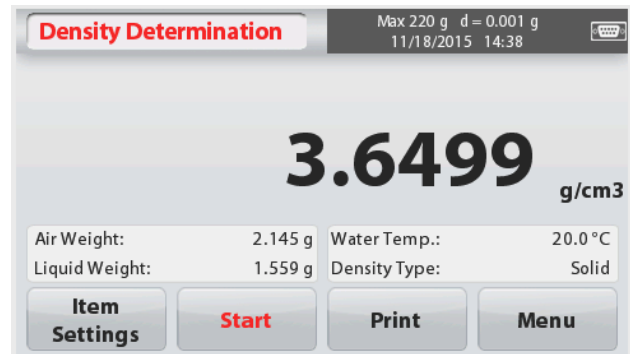 Density Determination
Max 220 g d = 0.001 g
11/18/2015 14:38
3.6499
g/cm3
Air Weight: 2.145 g Water Temp.: 20.0 °C
Liquid Weight: 1.559 g Density Type: Solid
Item
Settings
Start
Print
Menu